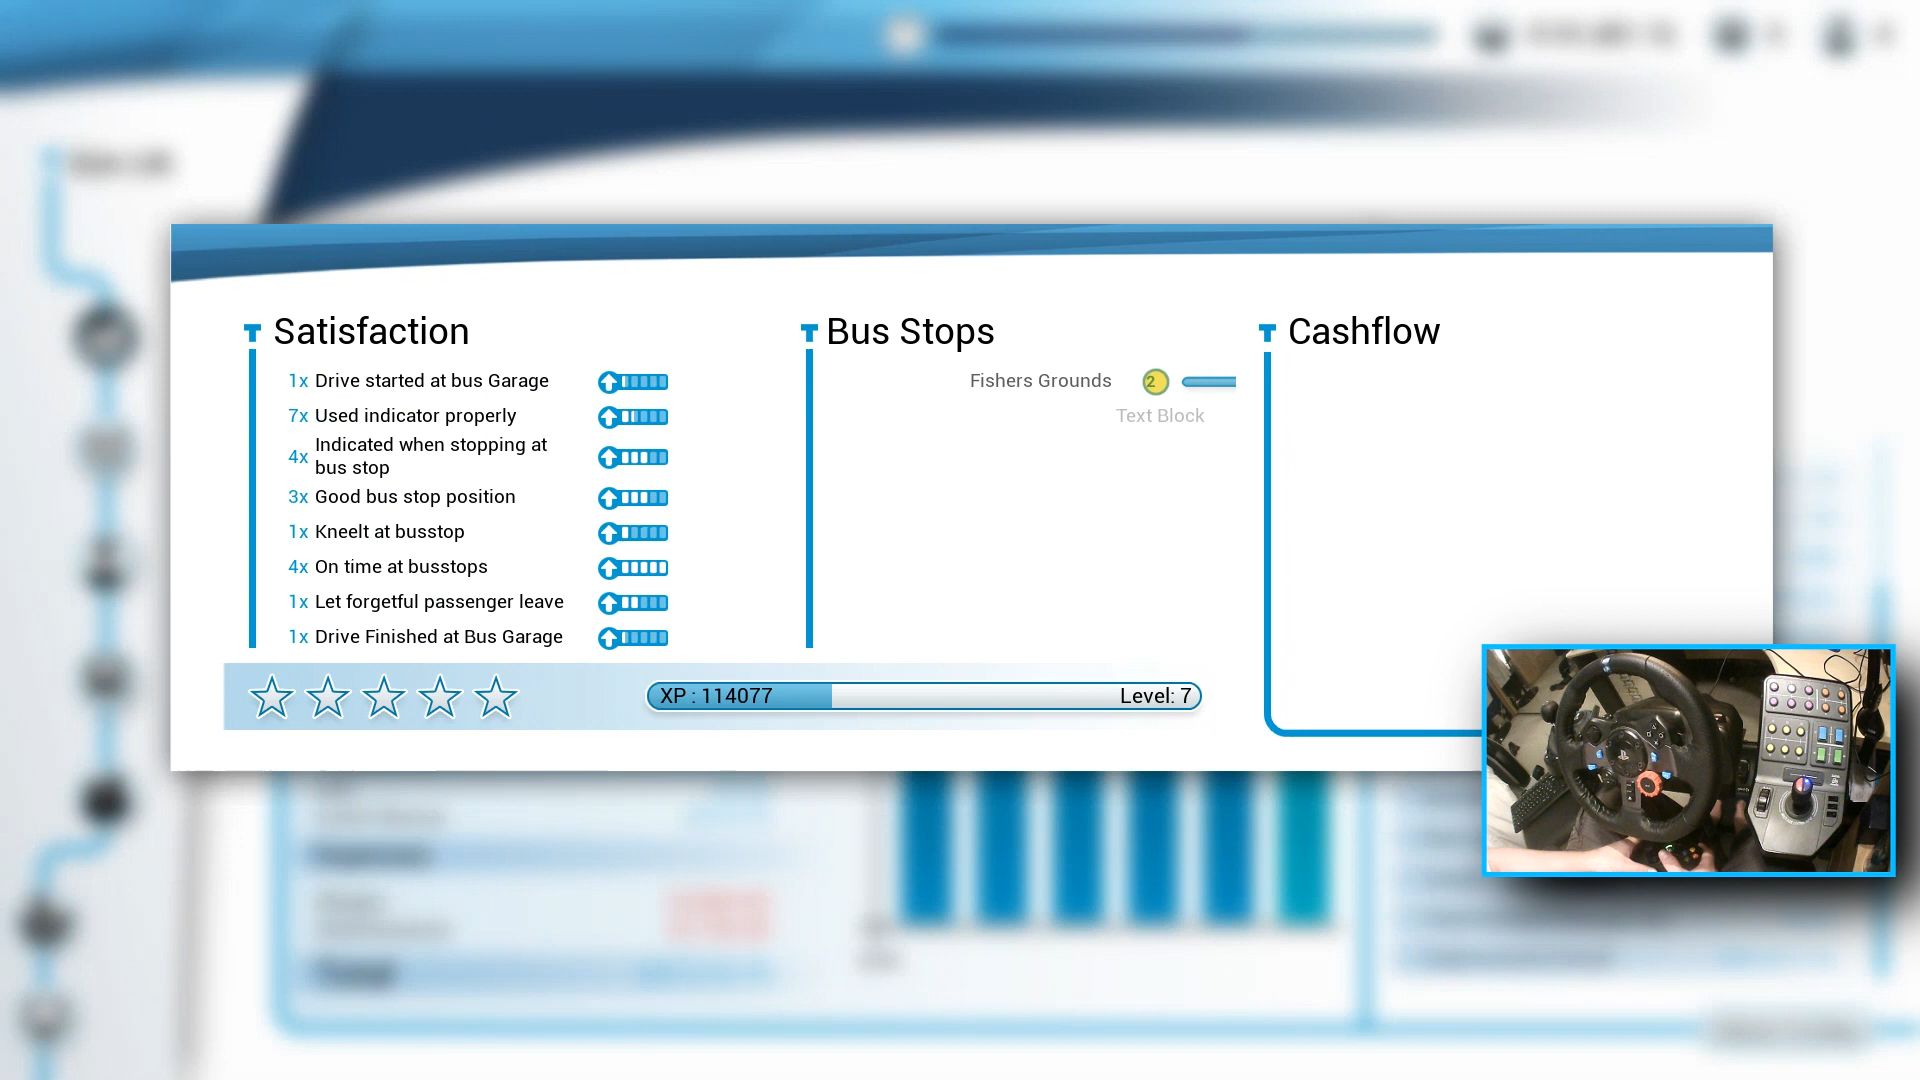 Satisfaction
1x Drive started at bus Garage
7x Used indicator properly
4x Indicated when stopping at
bus stop
3x Good bus stop position
1x Kneelt at busstop
4x On time at busstops
1x Let forgetful passenger leave
1x Drive Finished at Bus Garage
Bus Stops
Fishers Grounds 2
Text Block
Cashflow
XP : 114077
Level: 7